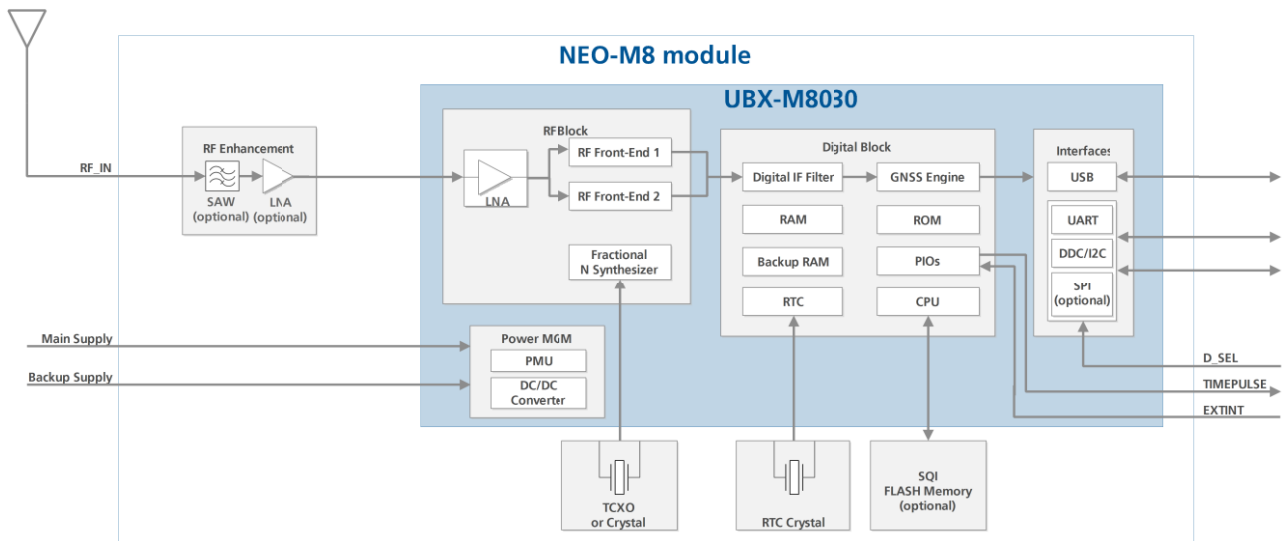 NEO-M8 module
UBX-M8030
RF_IN
RF Enhancement
SAW
(optional)
LNA
(optional)
RFBlock
LNA
RF Front-End 1
RF Front-End 2
Fractional
N Synthesizer
Digital Block
Digital IF Filter
GNSS Engine
RAM
ROM
Backup RAM
PIOs
RTC
CPU
Interfaces
USB
UART
DDC/I2C
SPI
(optional)
Main Supply
Backup Supply
Power MGM
PMU
DC/DC
Converter
D_SEL
TIMEPULSE
EXTINT
TCXO
or Crystal
RTC Crystal
SQI
FLASH Memory
(optional)